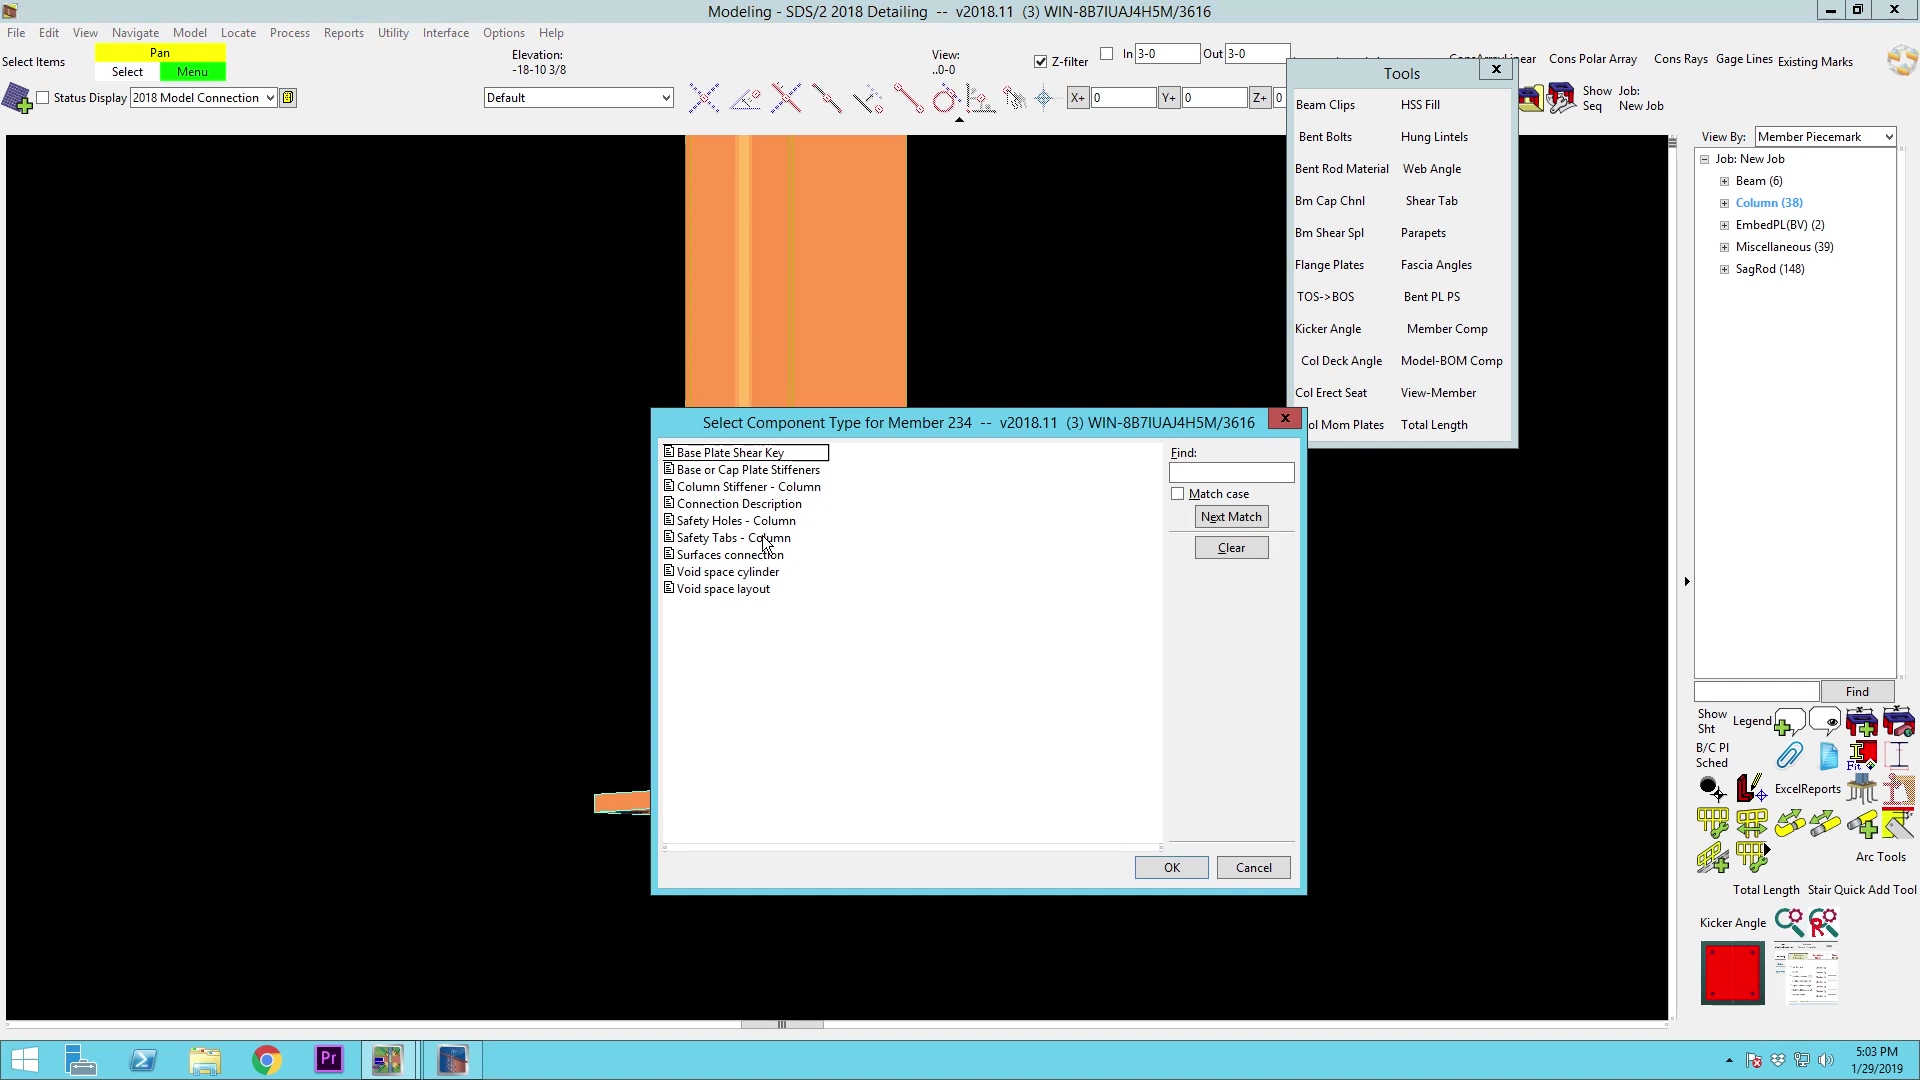 Modeling - SDS/2 2018 Detailing -- v2018.11 (3) WIN-8B7IUAJ4H5M/3616
File Edit View Navigate Model Locate Process Reports Utility Interface Options Help
Select Items
Pan
Select Menu
Elevation:
-18-10 3/8
View:
..0-0
Z-filter
In 3-0 Out 3-0
Cons Polar Array
Cons Rays
Gage Lines
Existing Marks
Status Display
2018 Model Connection
Default
X+ 0
Y+ 0
Z+ 0
Show
Seq
Job:
New Job
Tools
Beam Clips HSS Fill
Bent Bolts Hung Lintels
Bent Rod Material Web Angle
Bm Cap Chnl Shear Tab
Bm Shear Spl Parapets
Flange Plates Fascia Angles
TOS->BOS Bent PL PS
Kicker Angle Member Comp
Col Deck Angle Model-BOM Comp
Col Erect Seat View-Member
ol Mom Plates Total Length
View By: Member Piecemark
Job: New Job
Beam (6)
Column (38)
EmbedPL(BV) (2)
Miscellaneous (39)
SagRod (148)
Select Component Type for Member 234 -- v2018.11 (3) WIN-8B7IUAJ4H5M/3616
Base Plate Shear Key
Base or Cap Plate Stiffeners
Column Stiffener - Column
Connection Description
Safety Holes - Column
Safety Tabs - Column
Surfaces connection
Void space cylinder
Void space layout
Find:
Match case
Next Match
Clear
OK Cancel
Find
Show
Sht
Legend
B/C Pl
Sched
Fit
ExcelReports
Arc Tools
Total Length Stair Quick Add Tool
Kicker Angle
R
Pr
5:03 PM
1/29/2019